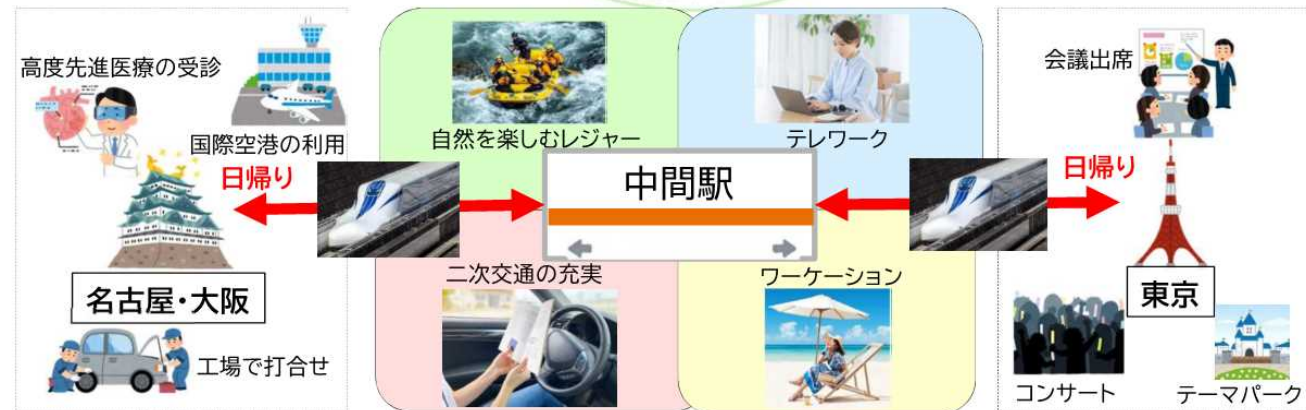 高度先進医療の受診
国際空港の利用
日帰り
名古屋・大阪
工場で打合せ
自然を楽しむレジャー
テレワーク
中間駅
二次交通の充実
ワーケーション
会議出席
日帰り
東京
コンサート
テーマパーク